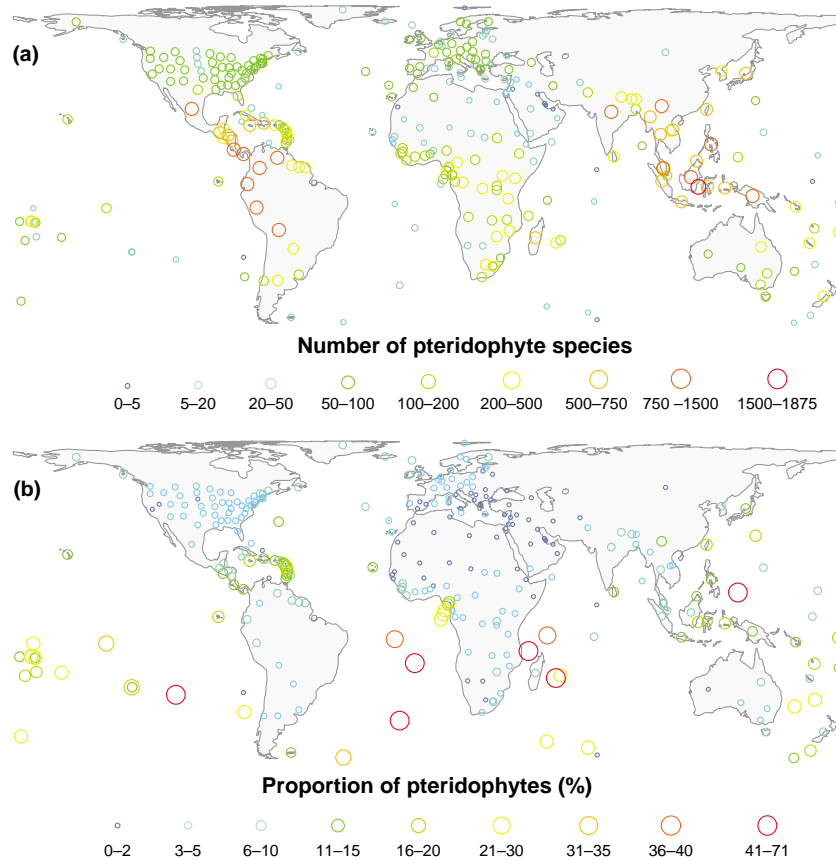 (a)
Number of pteridophyte species
0–5 5–20 20–50 50–100 100–200 200–500 500–750 750 –1500 1500–1875
(b)
Proportion of pteridophytes (%)
0–2 3–5 6–10 11–15 16–20 21–30 31–35 36–40 41–71